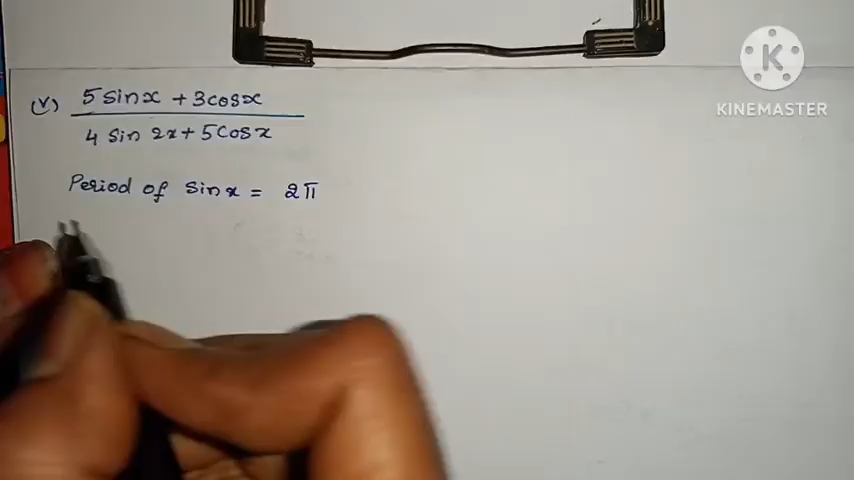 (V) 5 sin x + 3 cos x
4 sin 2x + 5 cos x
Period of sin x = 2π
K
KINEMASTER